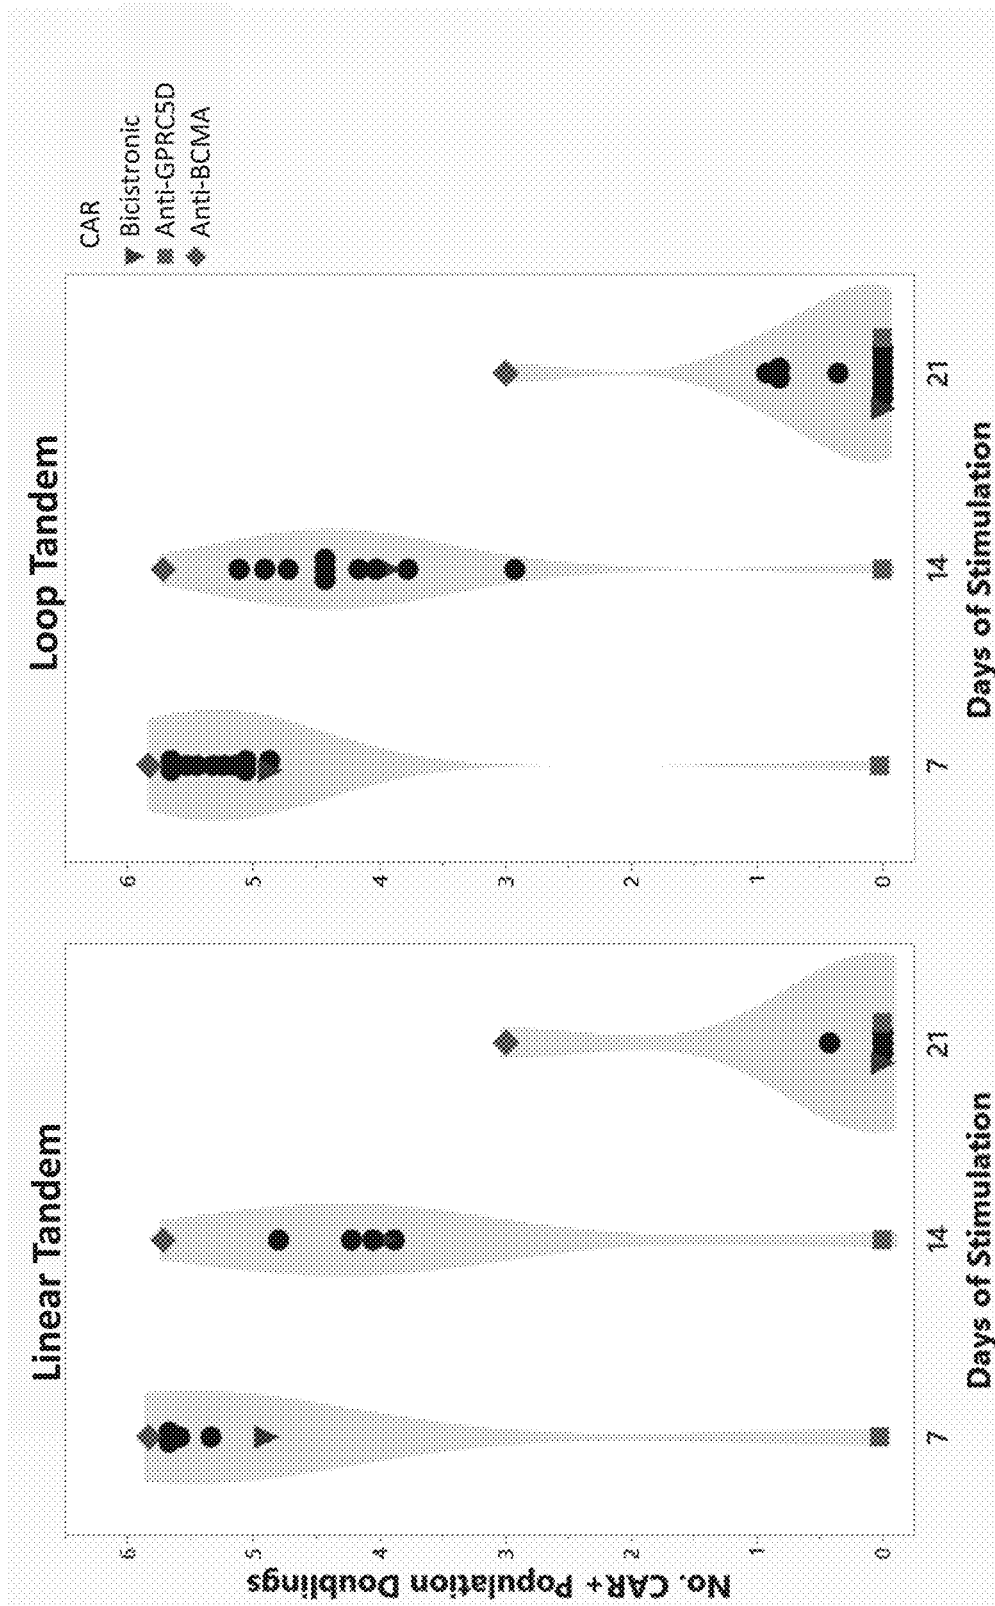 Linear Tandem
No. CAR+ Population Doublings
6
5
4
3
2
1
0
7
14
21
Days of Stimulation
Loop Tandem
6
5
4
3
2
1
0
7
14
21
Days of Stimulation
CAR
Bicistronic
Anti-GPRC5D
Anti-BCMA